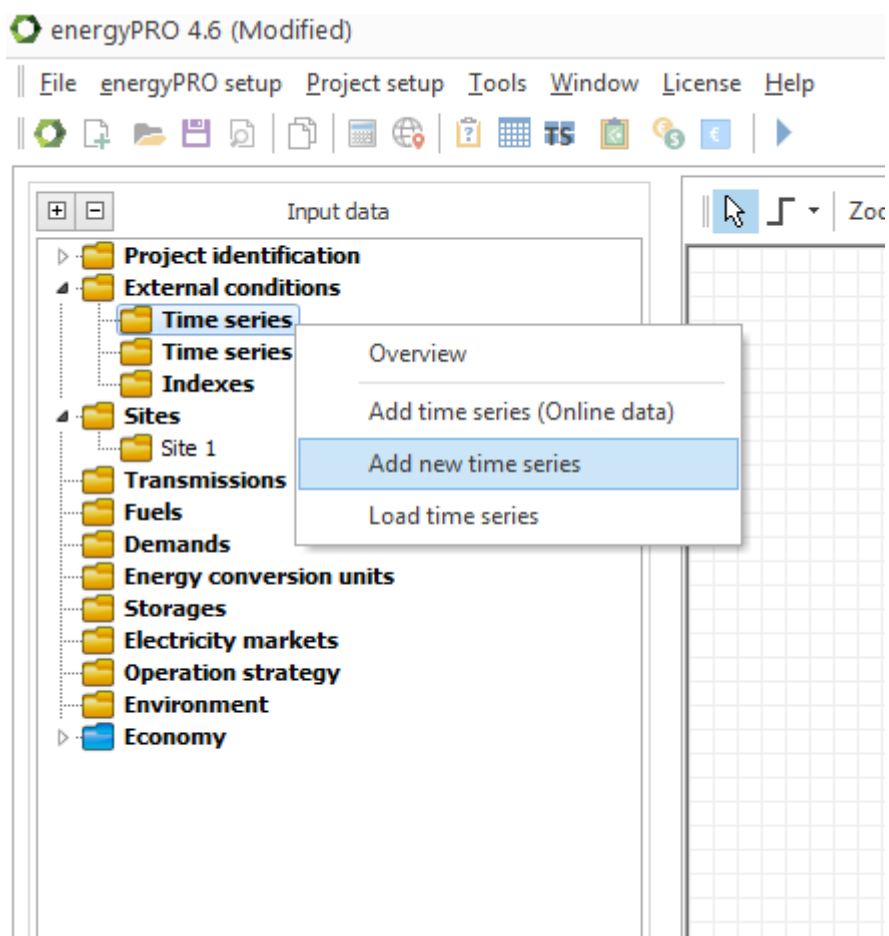 energyPRO 4.6 (Modified)
File energyPRO setup Project setup Tools Window License Help
TS
Input data
Zoo
Project identification
External conditions
Time series
Time series
Indexes
Sites
Site 1
Transmissions
Fuels
Demands
Energy conversion units
Storages
Electricity markets
Operation strategy
Environment
Economy
Overview
Add time series (Online data)
Add new time series
Load time series